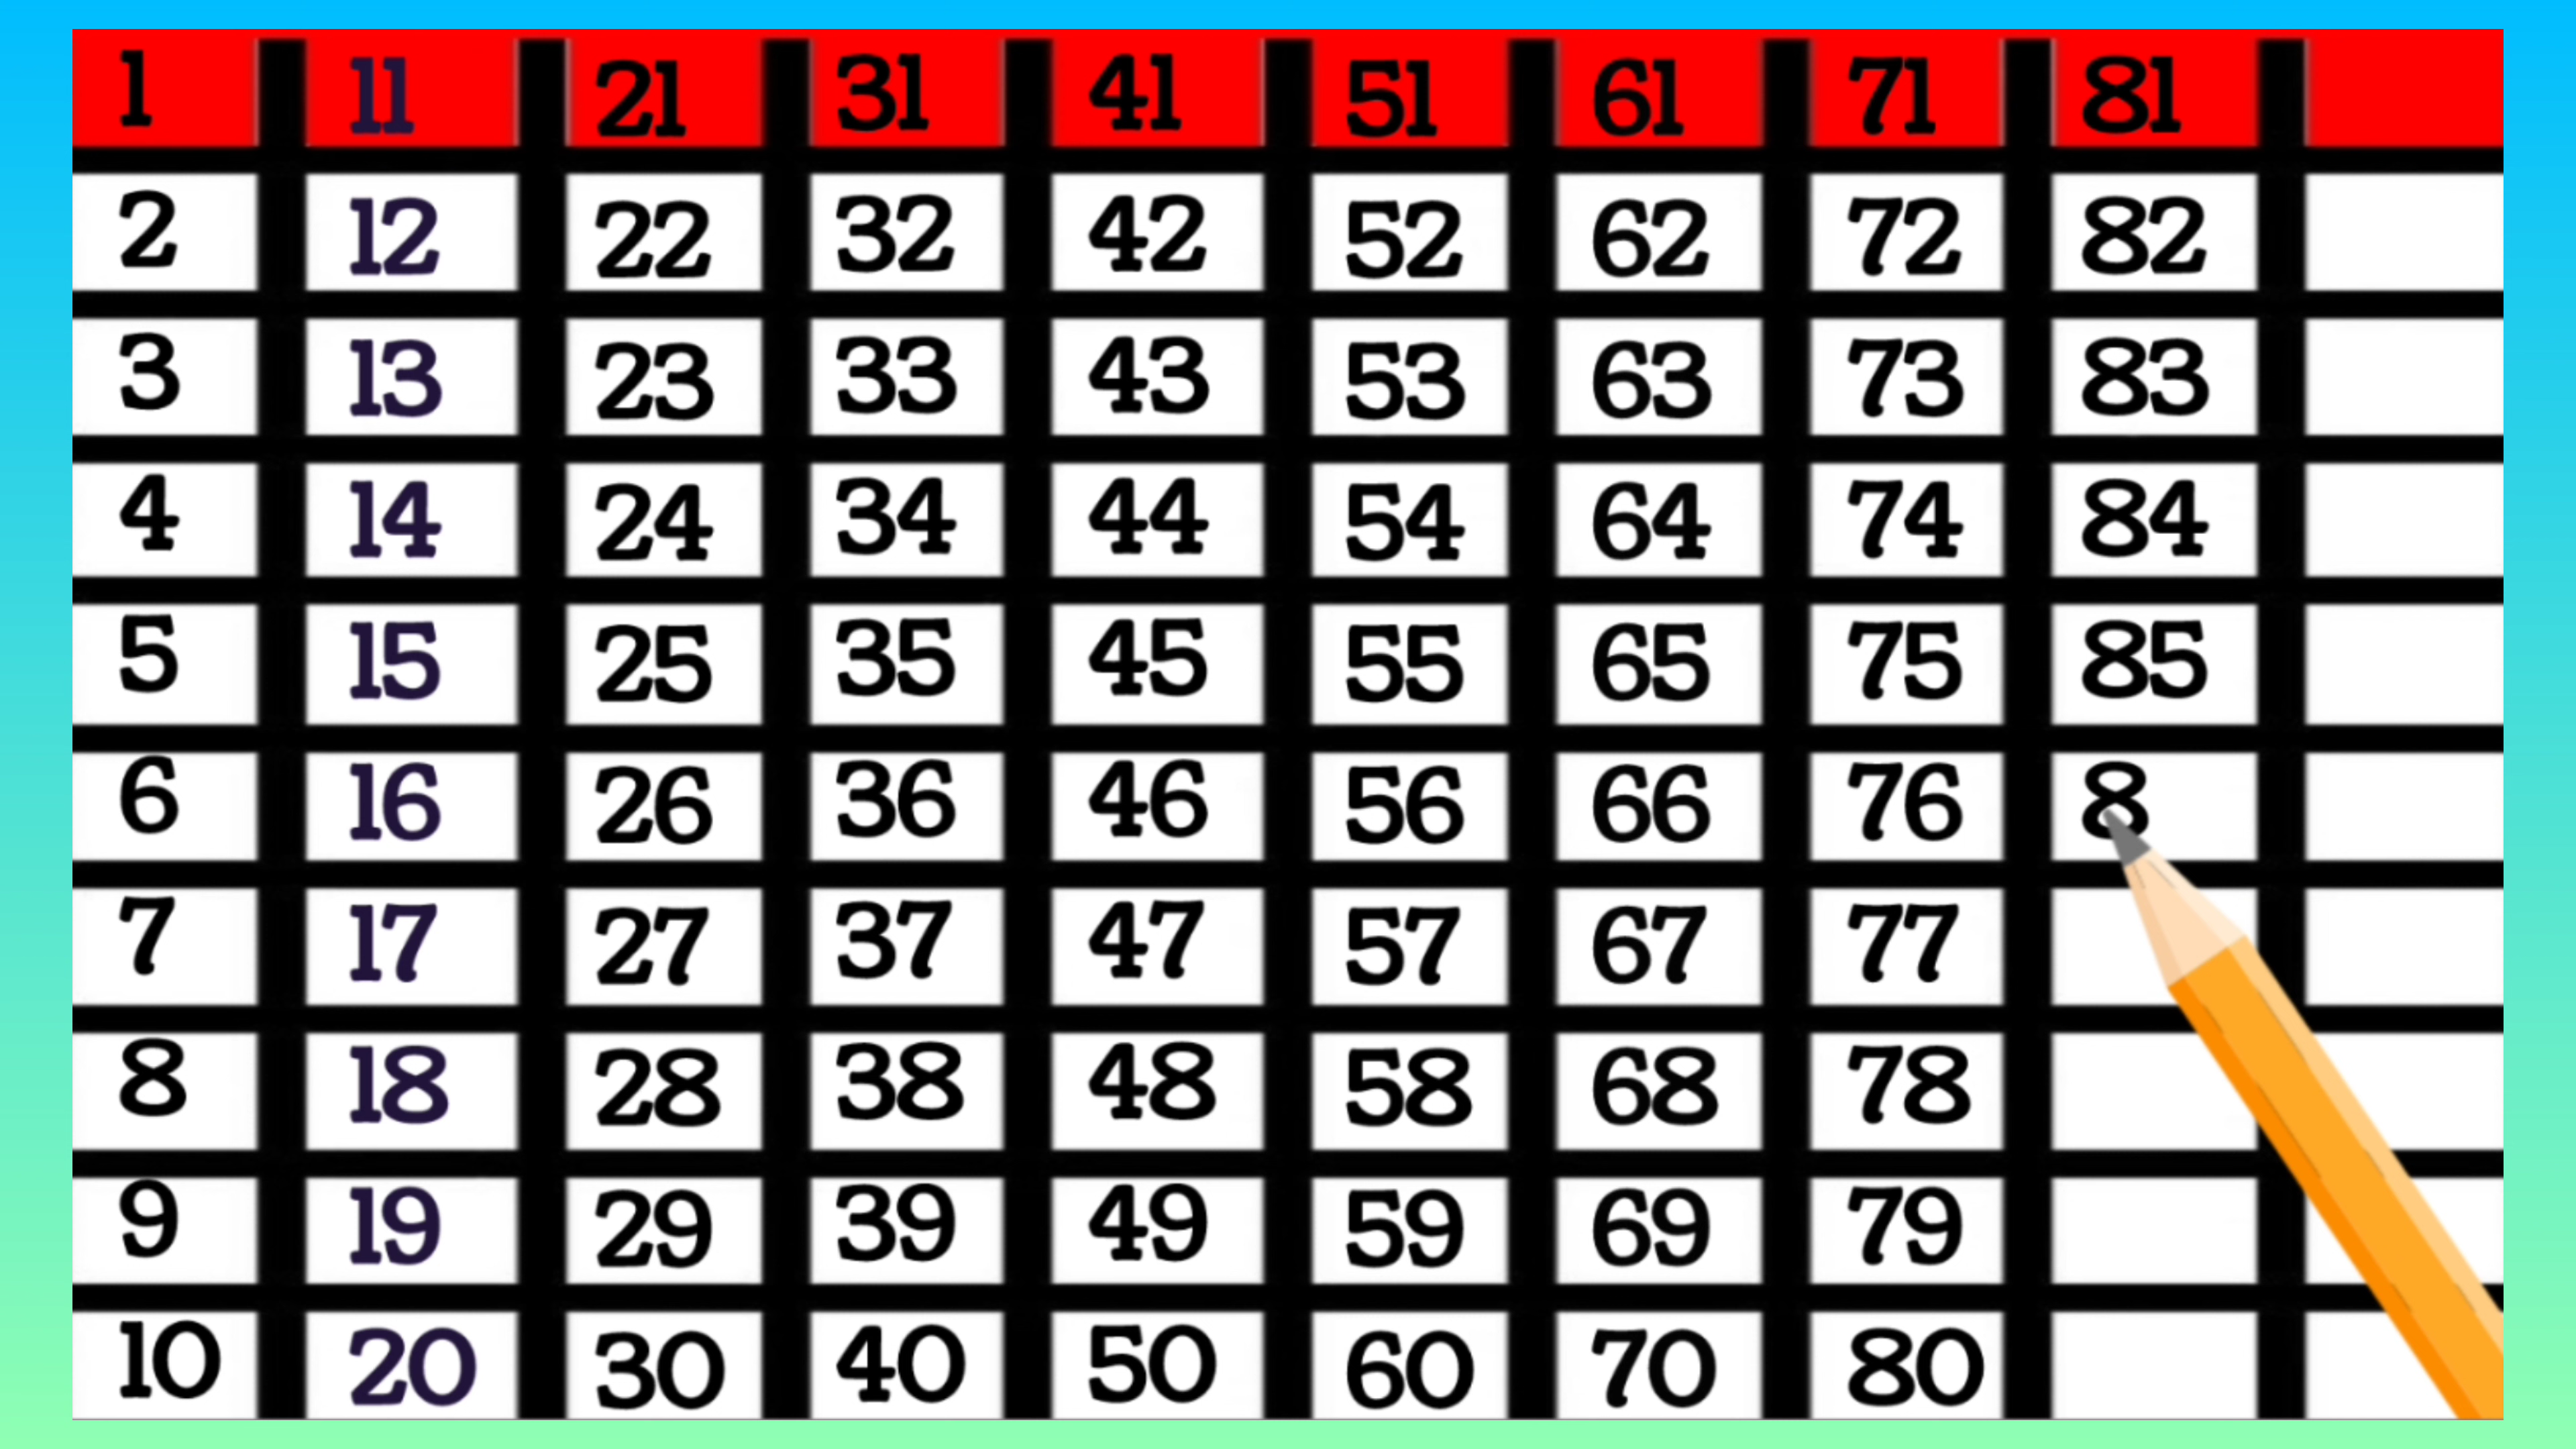 1 11 21 31 41 51 61 71 81
2 12 22 32 42 52 62 72 82
3 13 23 33 43 53 63 73 83
4 14 24 34 44 54 64 74 84
5 15 25 35 45 55 65 75 85
6 16 26 36 46 56 66 76 8
7 17 27 37 47 57 67 77
8 18 28 38 48 58 68 78
9 19 29 39 49 59 69 79
10 20 30 40 50 60 70 80